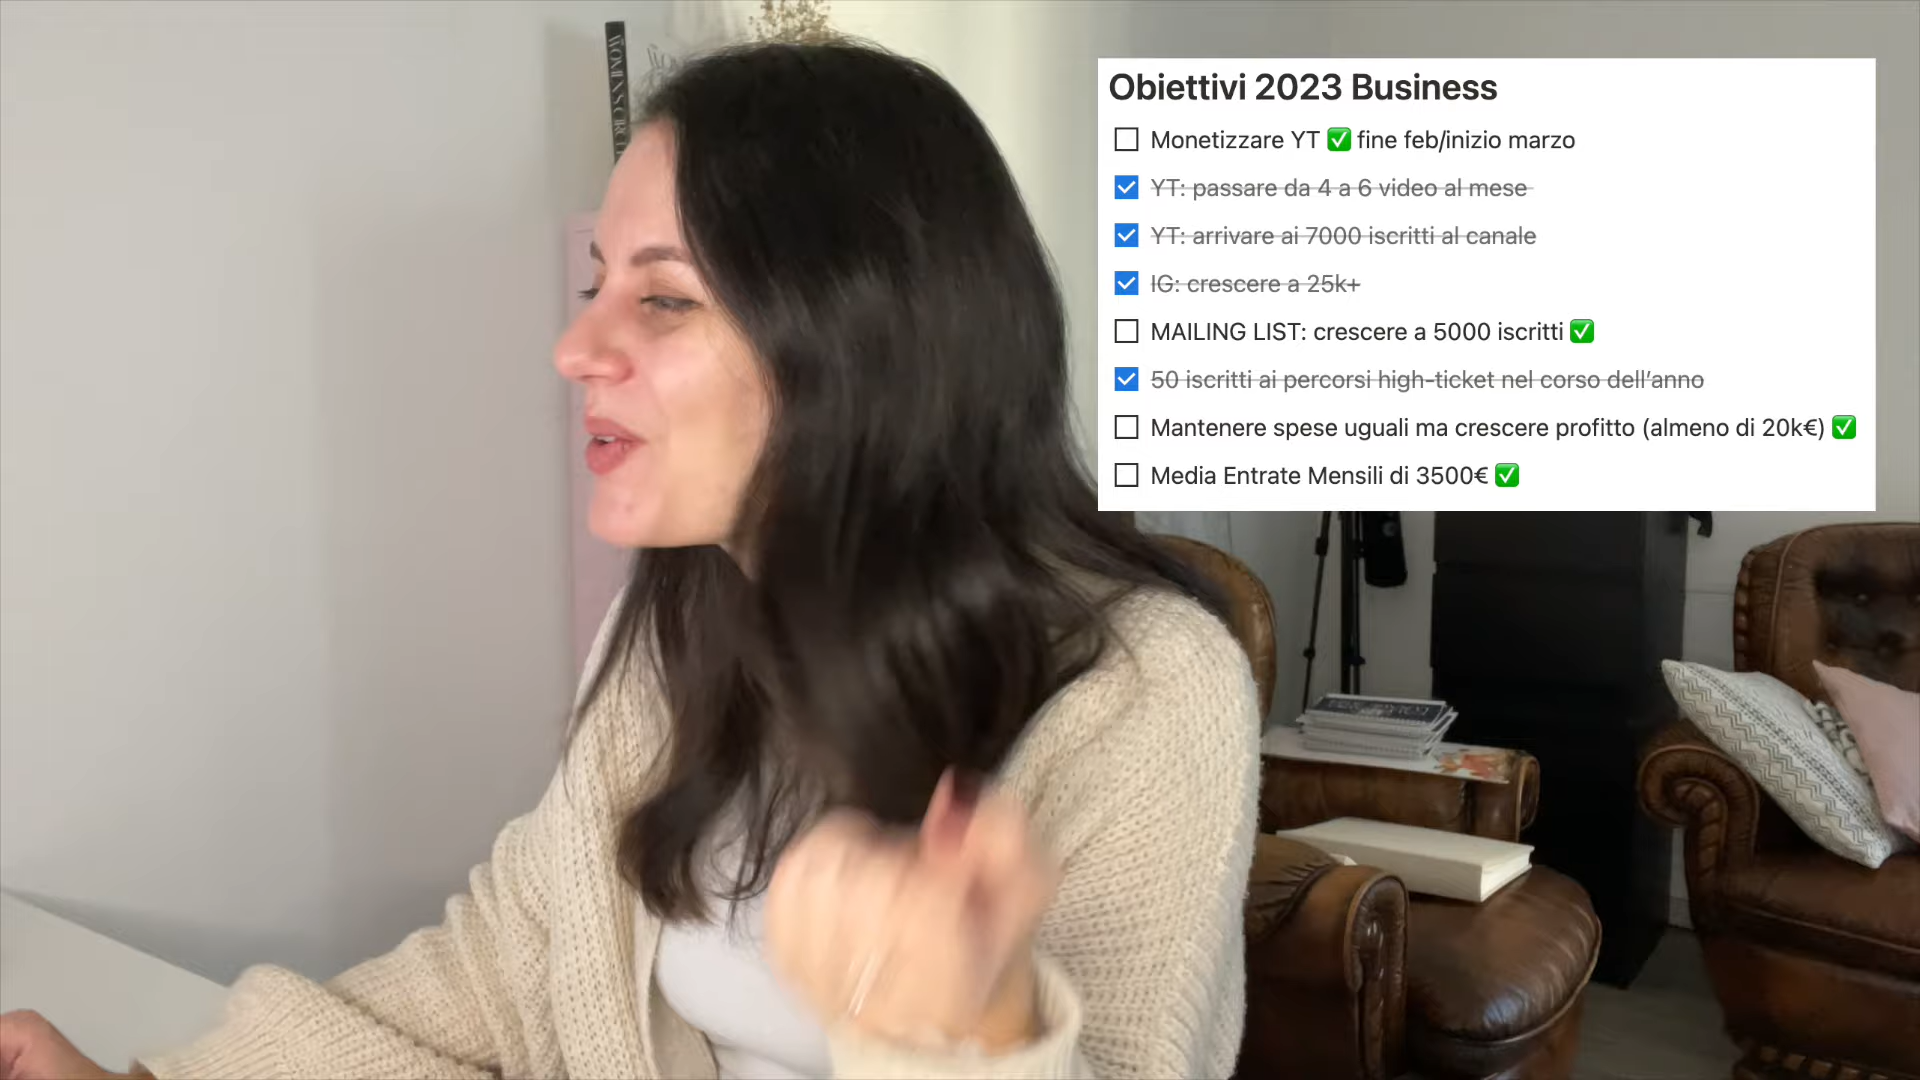 WOMEN'S CIRCLE
Obiettivi 2023 Business
Monetizzare YT ✅ fine feb/inizio marzo
YT: passare da 4 a 6 video al mese
YT: arrivare ai 7000 iscritti al canale
IG: crescere a 25k+
MAILING LIST: crescere a 5000 iscritti ✅
50 iscritti ai percorsi high-ticket nel corso dell’anno
Mantenere spese uguali ma crescere profitto (almeno di 20k€) ✅
Media Entrate Mensili di 3500€ ✅